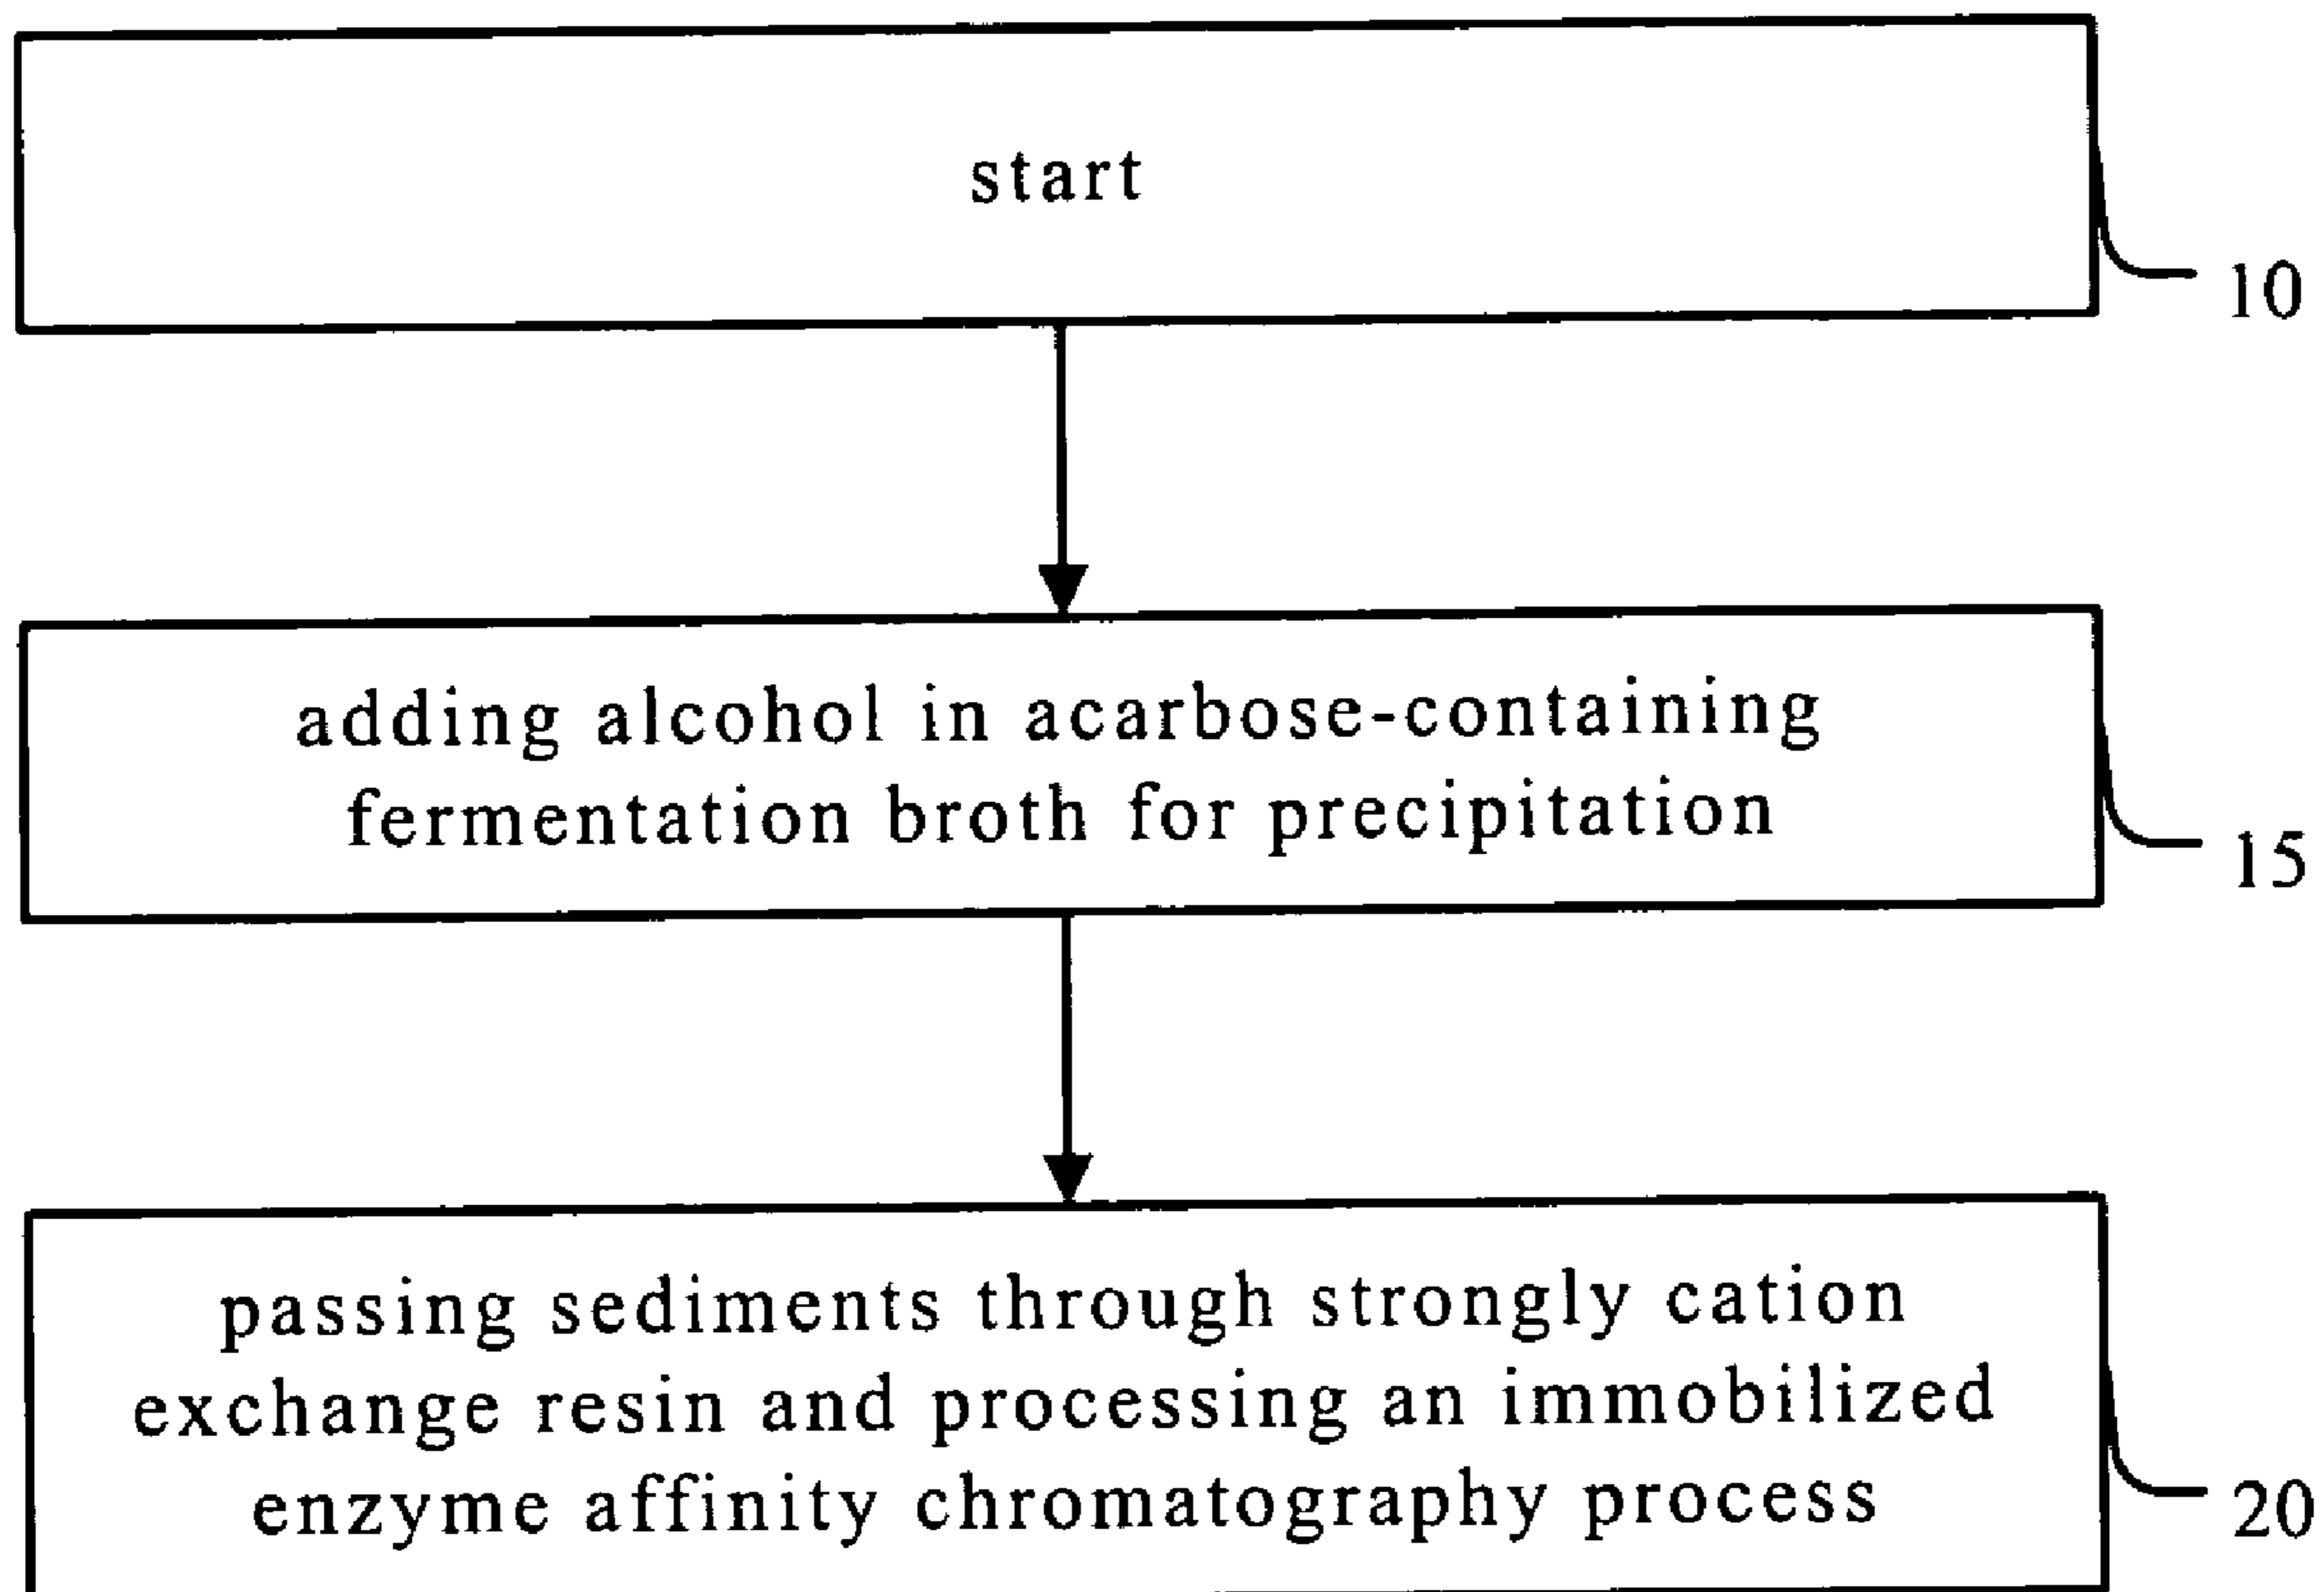 start
10
adding alcohol in acarbose-containing
fermentation broth for precipitation
15
passing sediments through strongly cation
exchange resin and processing an immobilized
enzyme affinity chromatography process
20